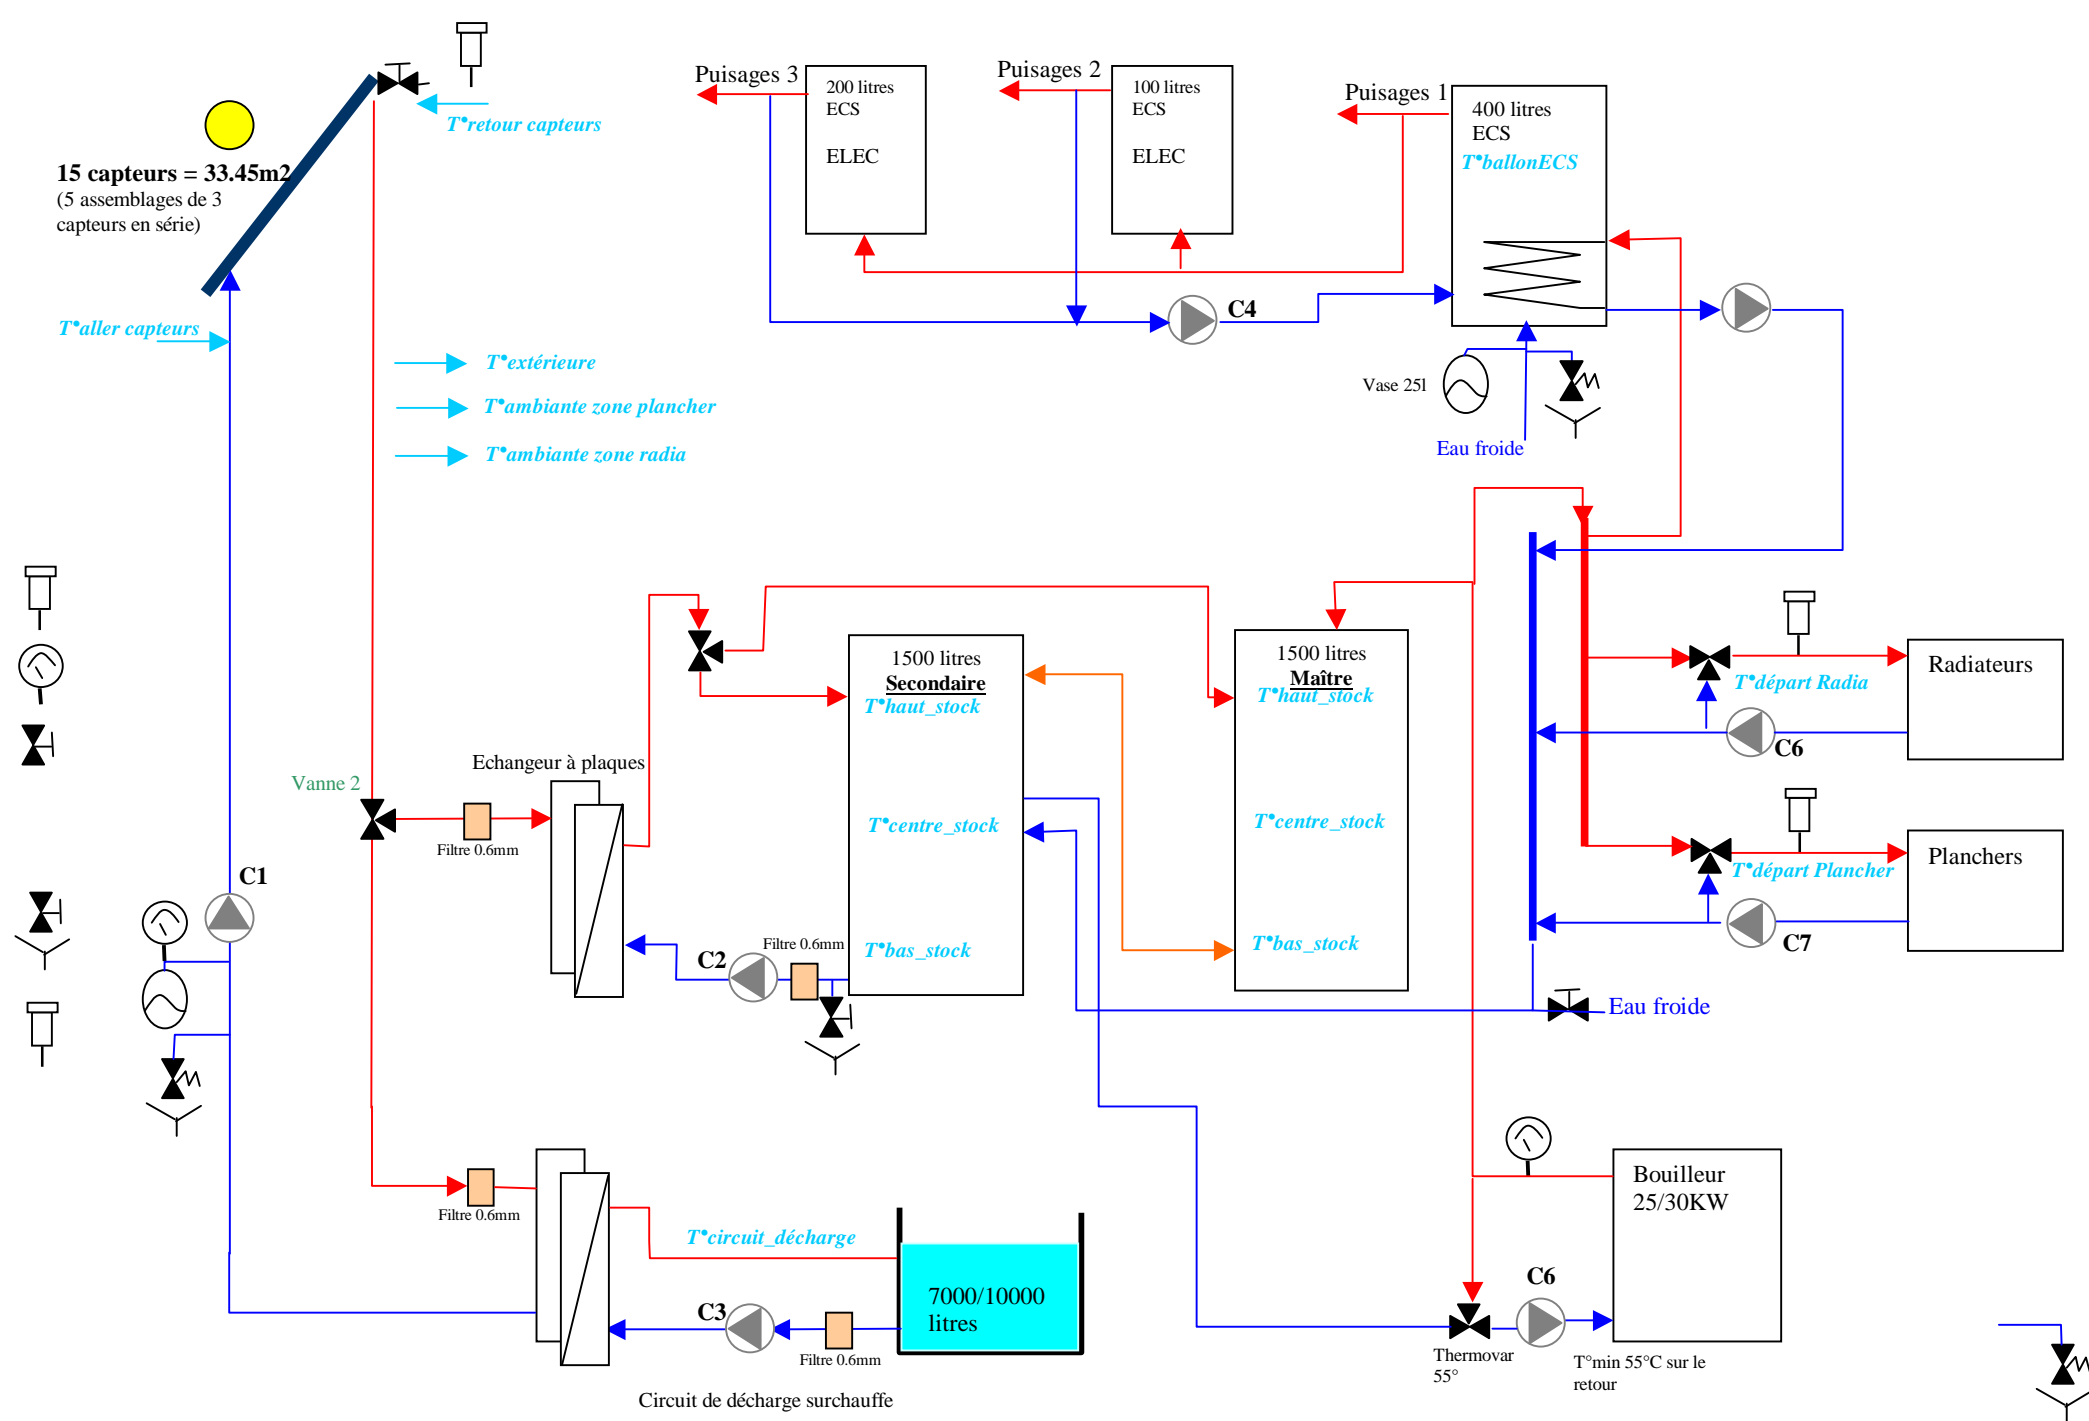 Puisages 3
200 litres
ECS
ELEC
Puisages 2
100 litres
ECS
ELEC
Puisages 1
400 litres
ECS
T°ballonECS
T°retour capteurs
15 capteurs = 33.45m2
(5 assemblages de 3
capteurs en série)
T°aller capteurs
C4
T°extérieure
T°ambiante zone plancher
T°ambiante zone radia
Vase 25l
Eau froide
1500 litres
Secondaire
T°haut_stock
T°centre_stock
T°bas_stock
1500 litres
Maître
T°haut_stock
T°centre_stock
T°bas_stock
Radiateurs
T°départ Radia
C6
Planchers
T°départ Plancher
C7
Echangeur à plaques
Vanne 2
Filtre 0.6mm
C1
C2
Filtre 0.6mm
Eau froide
Filtre 0.6mm
T°circuit_décharge
C3
Filtre 0.6mm
7000/10000
litres
Circuit de décharge surchauffe
Bouilleur
25/30KW
C6
Thermovar
55°
T°min 55°C sur le
retour